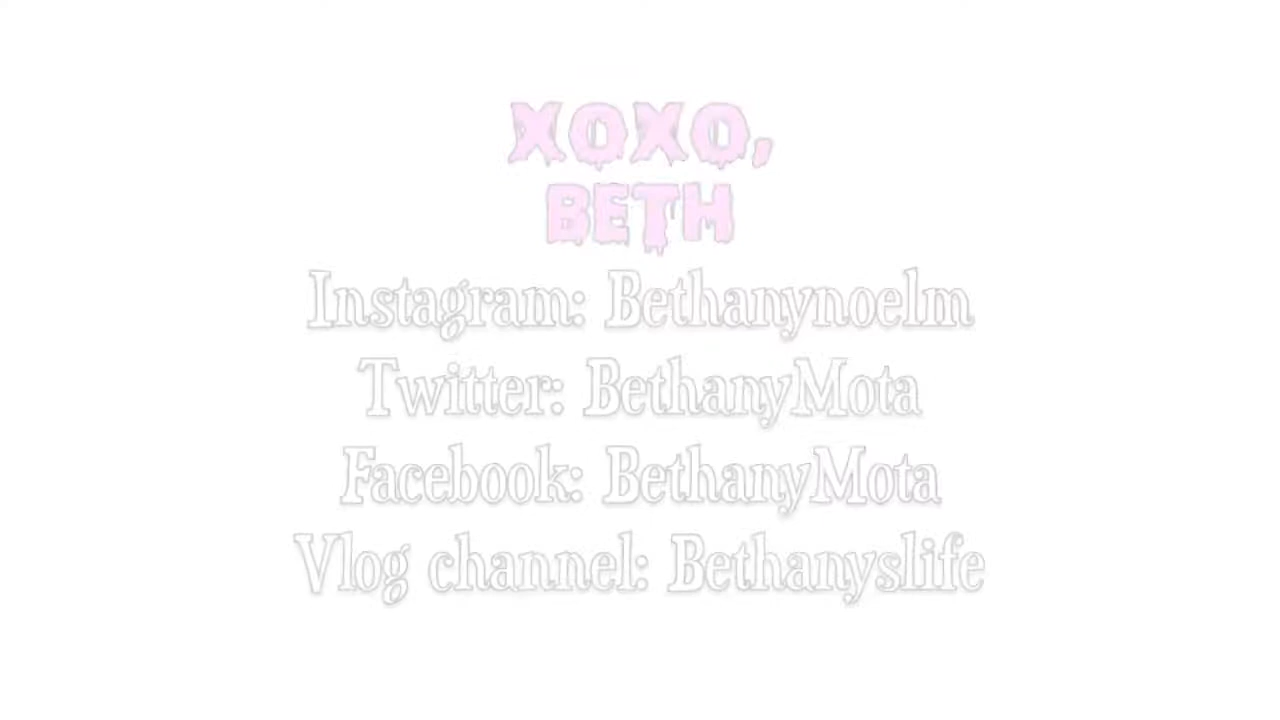 XOXO,
BETH
Instagram: Bethanynoelm
Twitter: BethanyMota
Facebook: BethanyMota
Vlog channel: Bethanyslife